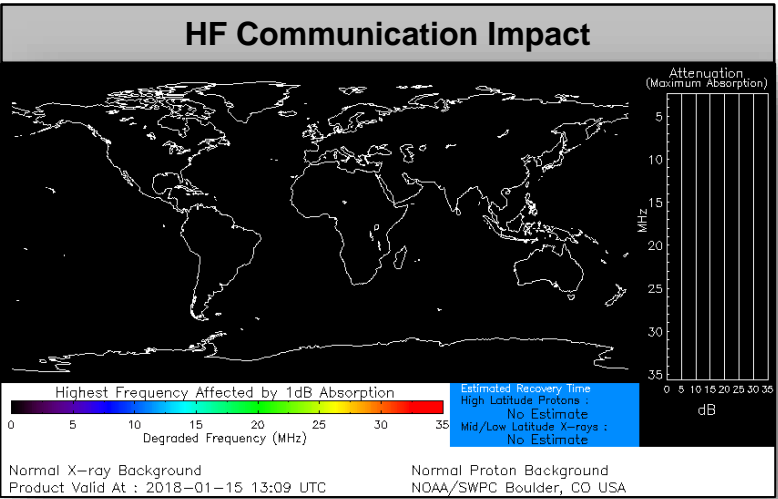 HF Communication Impact
Attenuation
(Maximum Absorption)
5
10
15
20
25
30
35
MHz
0 5 10 15 20 25 30 35
dB
Highest Frequency Affected by 1dB Absorption
0 5 10 15 20 25 30 35
Degraded Frequency (MHz)
Estimated Recovery Time
High Latitude Protons :
No Estimate
Mid/Low Latitude X-rays :
No Estimate
Normal X-ray Background
Product Valid At : 2018-01-15 13:09 UTC
Normal Proton Background
NOAA/SWPC Boulder, CO USA